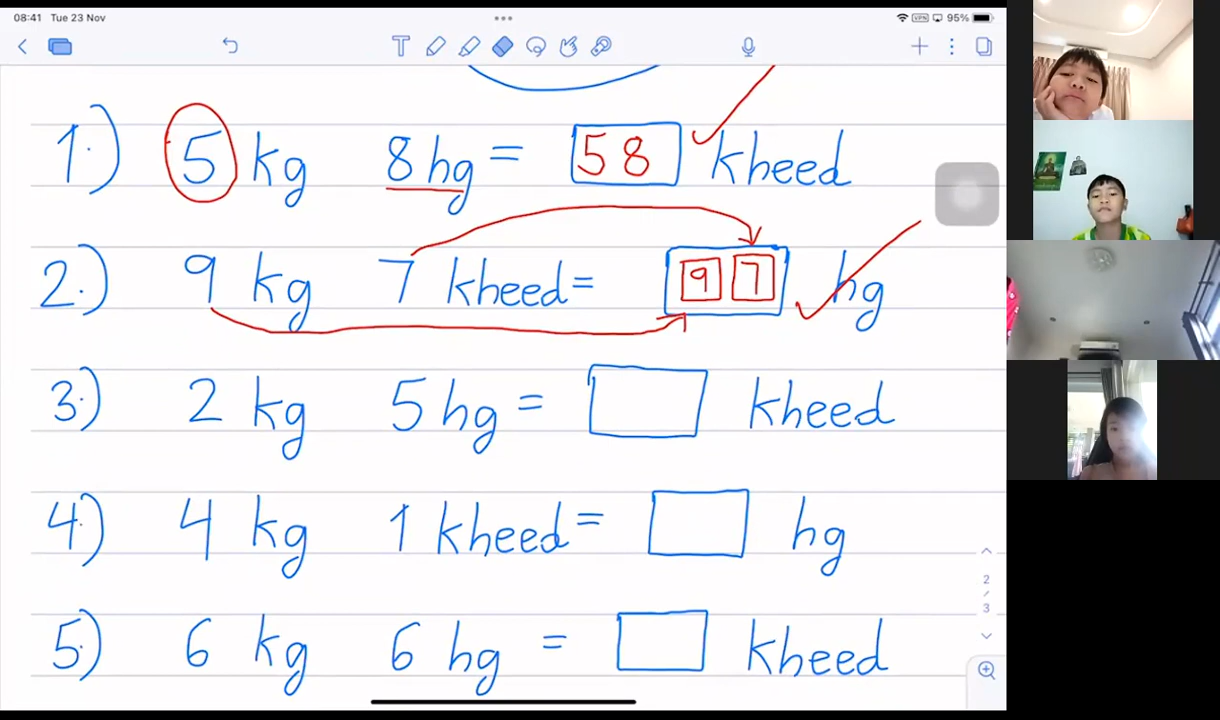 08:41 Tue 23 Nov VPN 95%
T
1.) 5 kg 8 hg = 58 kheed
2.) 9 kg 7 kheed = 97 hg
3.) 2 kg 5 hg = kheed
4.) 4 kg 1 kheed = hg
2
/
3
5.) 6 kg 6 hg = kheed